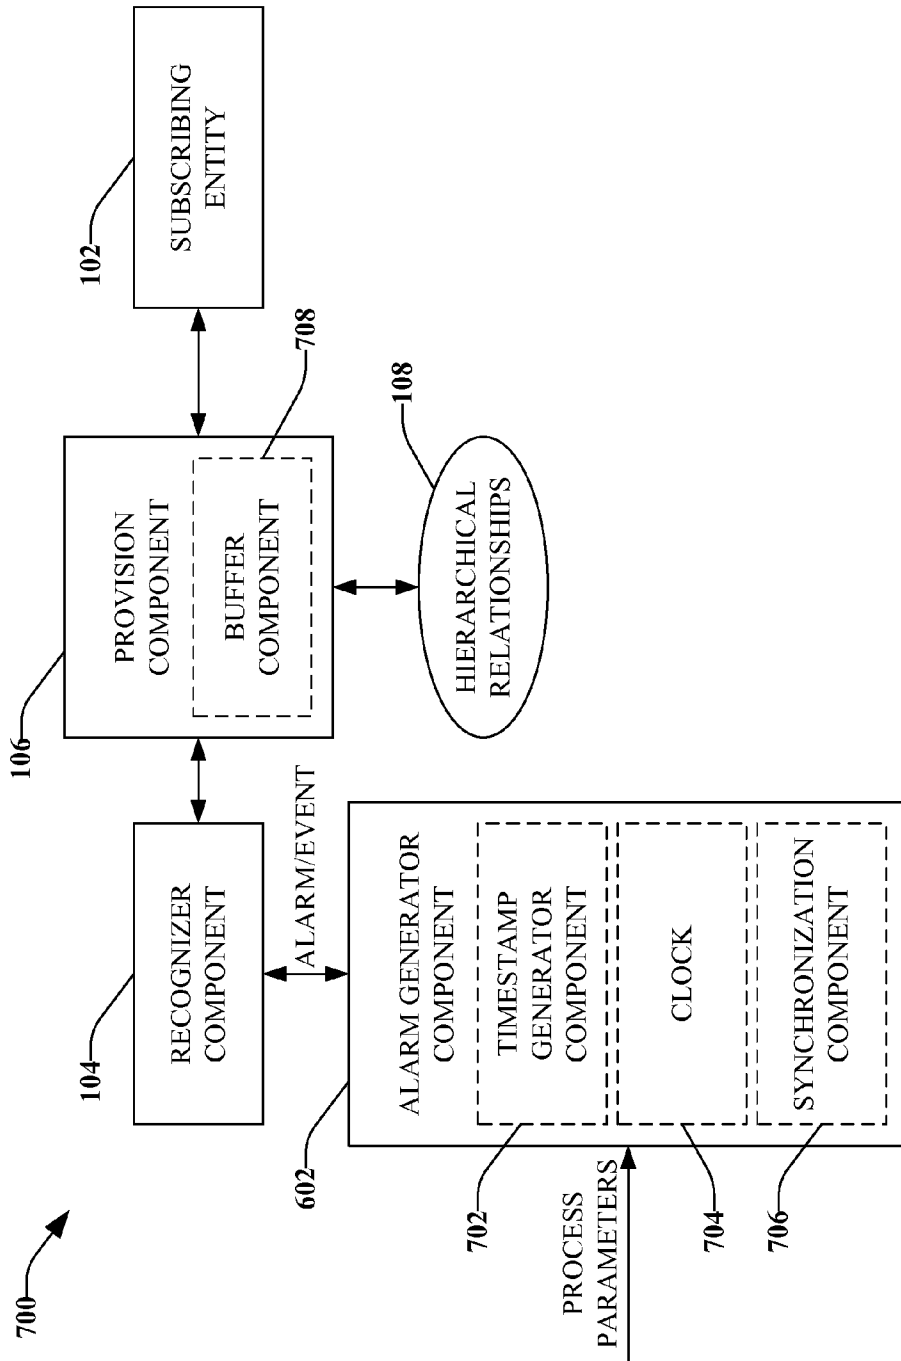 700
104
RECOGNIZER
COMPONENT
106
PROVISION
COMPONENT
BUFFER
COMPONENT
708
102
SUBSCRIBING
ENTITY
ALARM/EVENT
108
HIERARCHICAL
RELATIONSHIPS
602
ALARM GENERATOR
COMPONENT
702
TIMESTAMP
GENERATOR
COMPONENT
PROCESS
PARAMETERS
704
CLOCK
706
SYNCHRONIZATION
COMPONENT